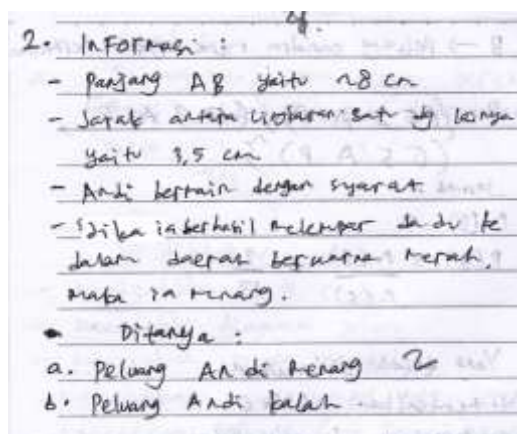 2. Informasi :
- Panjang AB yaitu 28 cm
- Jarak antara lingkaran satu dg lainya
yaitu 3,5 cm
- Andi bermain dengan syarat
- Jika ia berhasil melempar dadu ke
dalam daerah berwarna merah,
maka ia menang.
• Ditanya :
a. Peluang Andi menang
b. Peluang Andi kalah